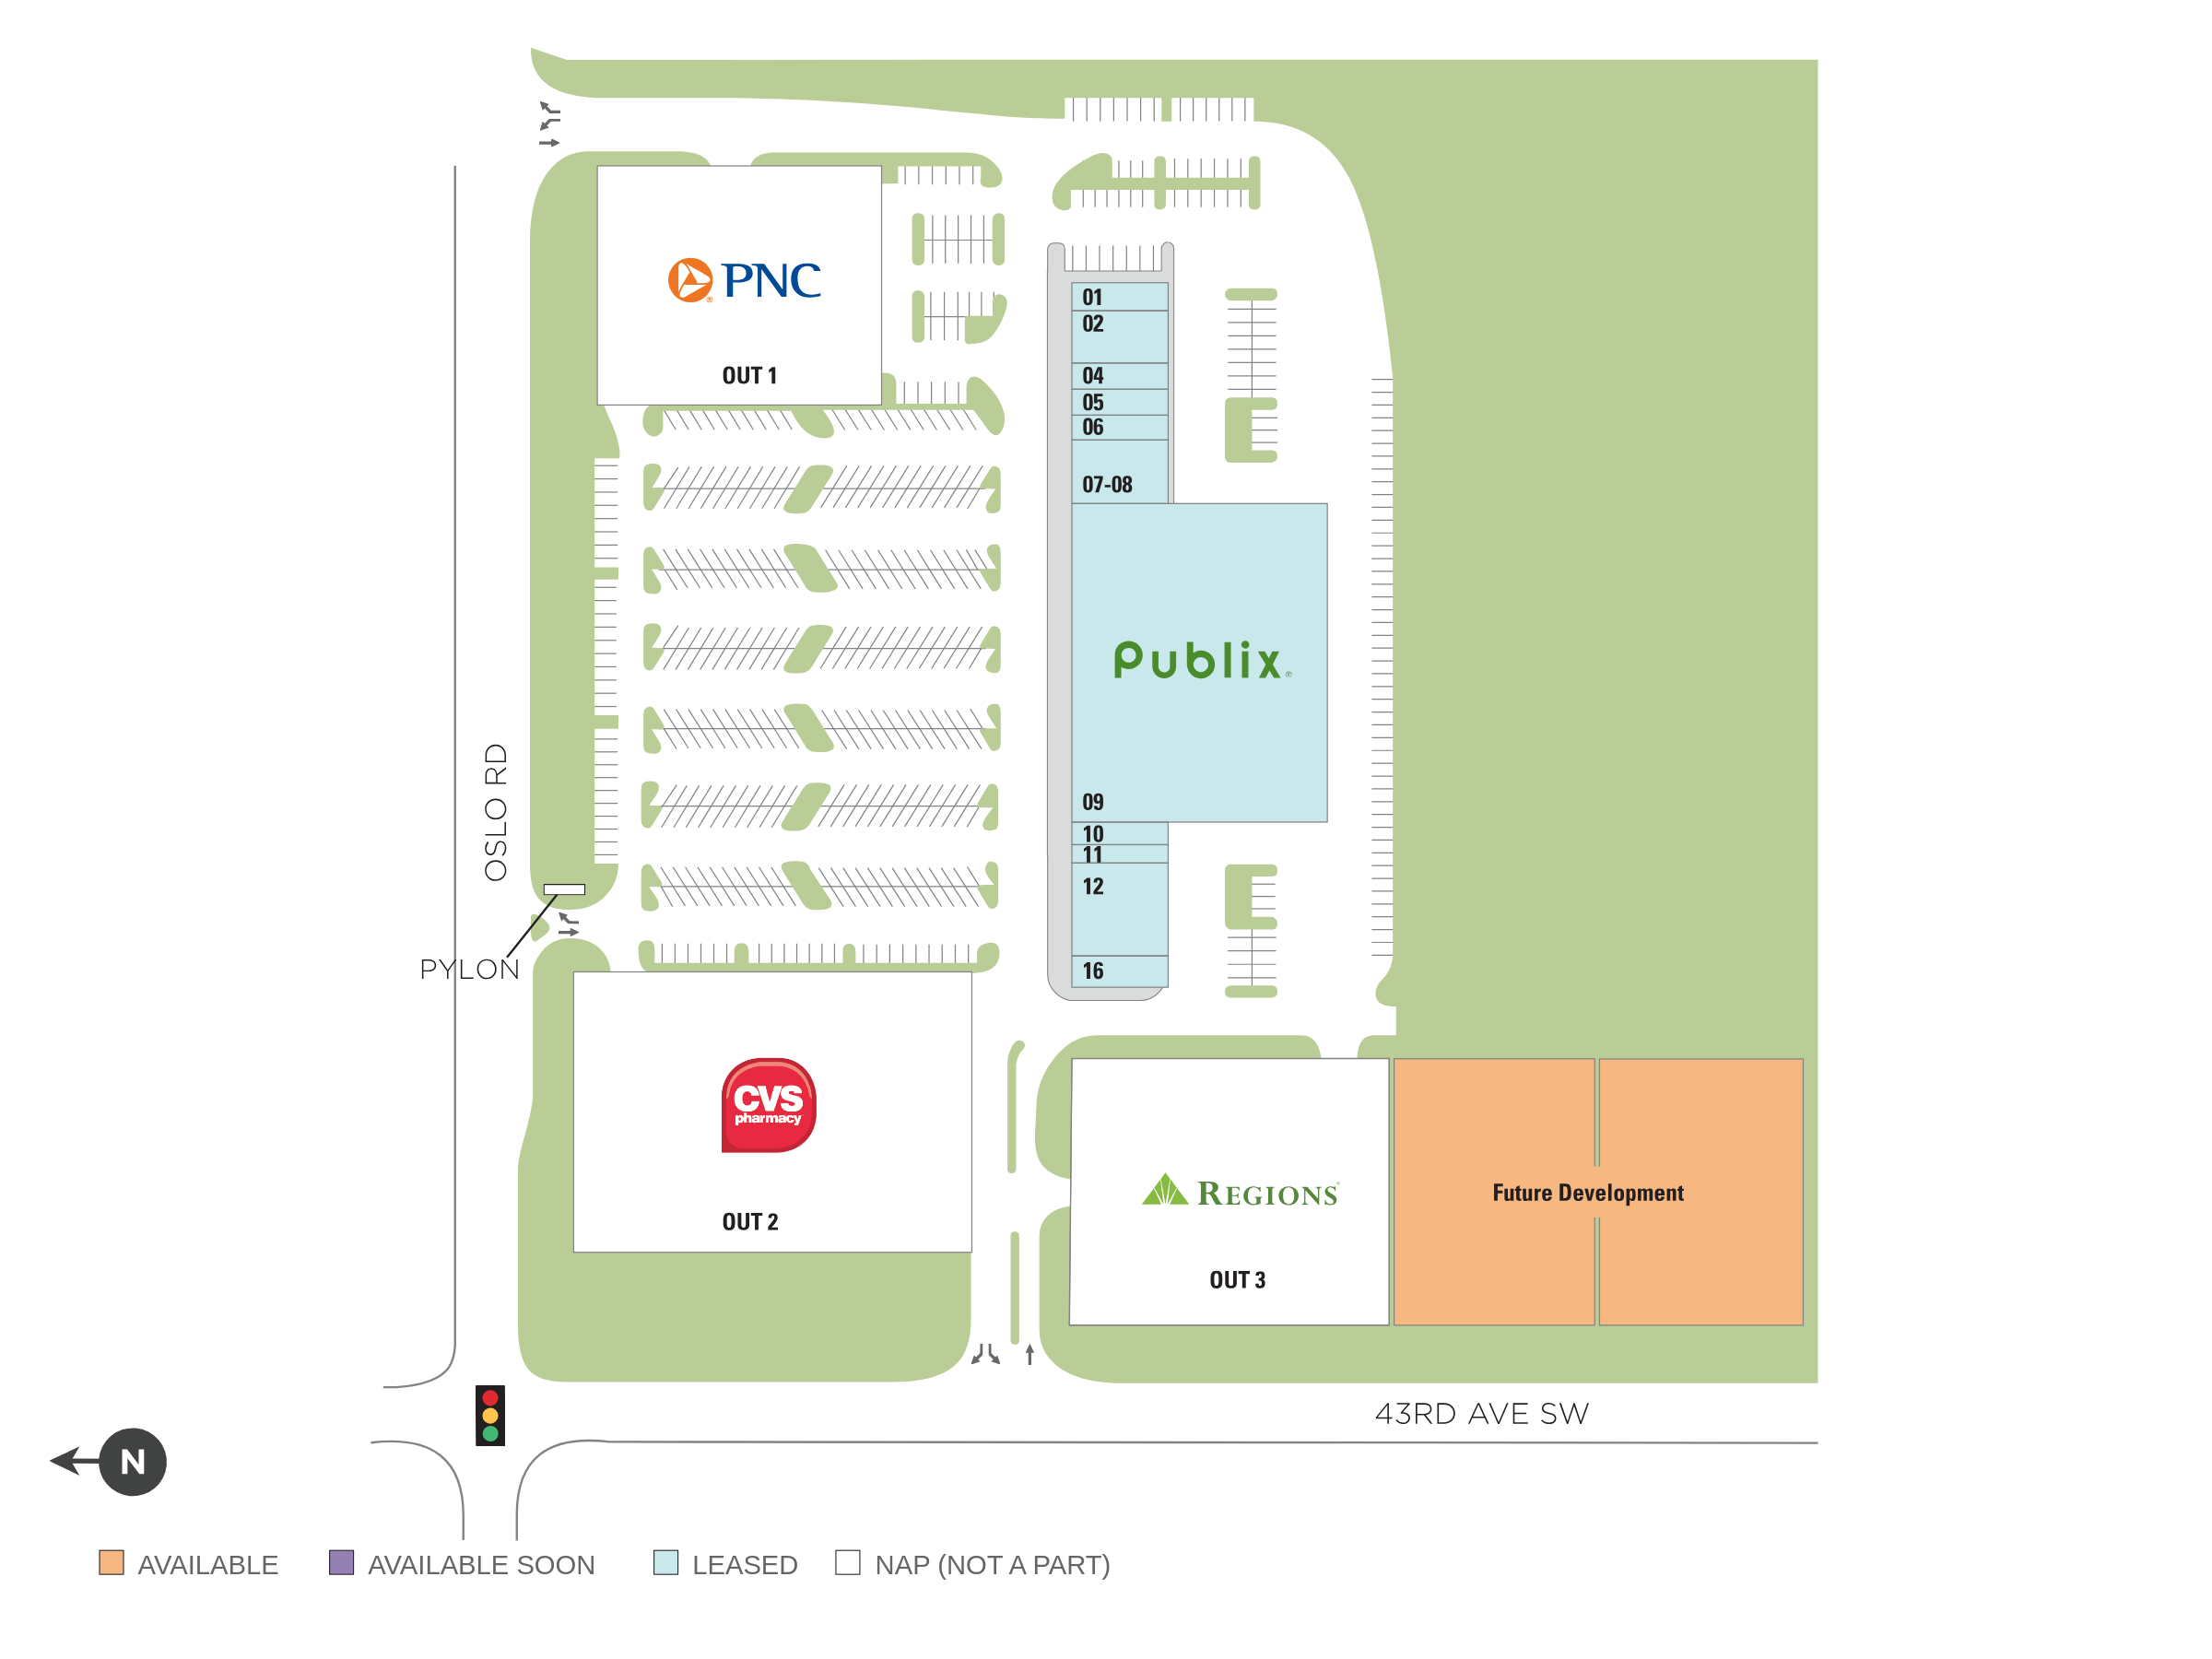 PNC
OUT 1
01
02
04
05
06
07-08
Publix
09
10
11
12
16
OSLO RD
PYLON
CVS
pharmacy
OUT 2
REGIONS
OUT 3
Future Development
43RD AVE SW
N
AVAILABLE
AVAILABLE SOON
LEASED
NAP (NOT A PART)